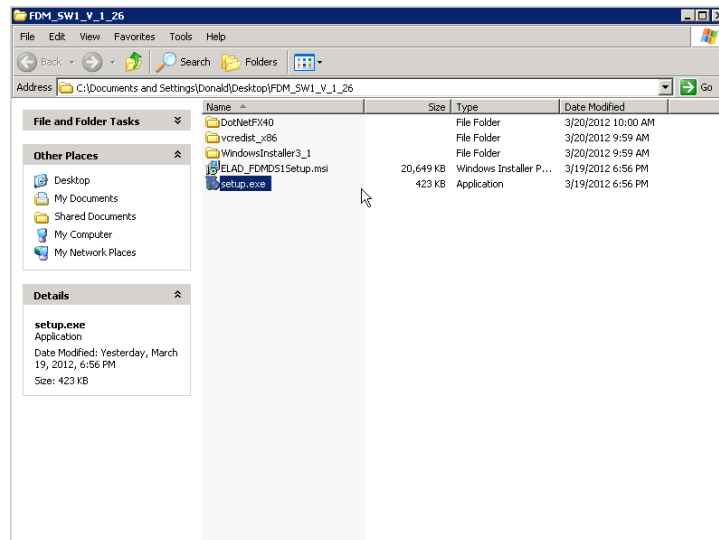 FDM_SW1_V_1_26
File Edit View Favorites Tools Help
Back Search Folders
Address C:\Documents and Settings\Donald\Desktop\FDM_SW1_V_1_26 Go
Name Size Type Date Modified
File and Folder Tasks
Other Places
Desktop
My Documents
Shared Documents
My Computer
My Network Places
Details
setup.exe
Application
Date Modified: Yesterday, March
19, 2012, 6:56 PM
Size: 423 KB
DotNetFX40 File Folder 3/20/2012 10:00 AM
vcredist_x86 File Folder 3/20/2012 9:59 AM
WindowsInstaller3_1 File Folder 3/20/2012 9:59 AM
ELAD_FDMDS1Setup.msi 20,649 KB Windows Installer P... 3/19/2012 6:56 PM
setup.exe 423 KB Application 3/19/2012 6:56 PM